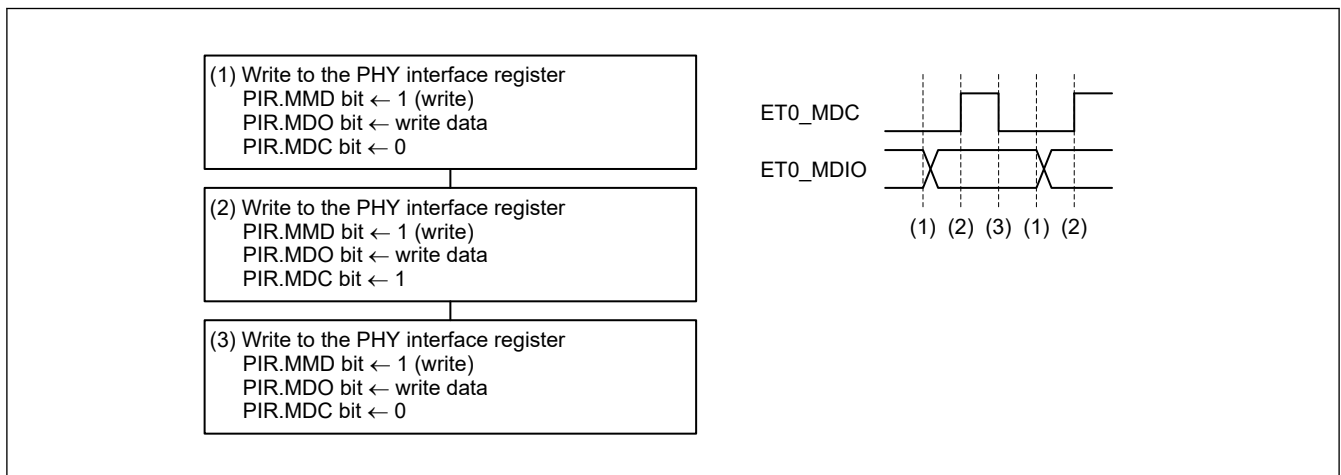 (1) Write to the PHY interface register
PIR.MMD bit ← 1 (write)
PIR.MDO bit ← write data
PIR.MDC bit ← 0
(2) Write to the PHY interface register
PIR.MMD bit ← 1 (write)
PIR.MDO bit ← write data
PIR.MDC bit ← 1
(3) Write to the PHY interface register
PIR.MMD bit ← 1 (write)
PIR.MDO bit ← write data
PIR.MDC bit ← 0
ET0_MDC
ET0_MDIO
(1) (2) (3) (1) (2)